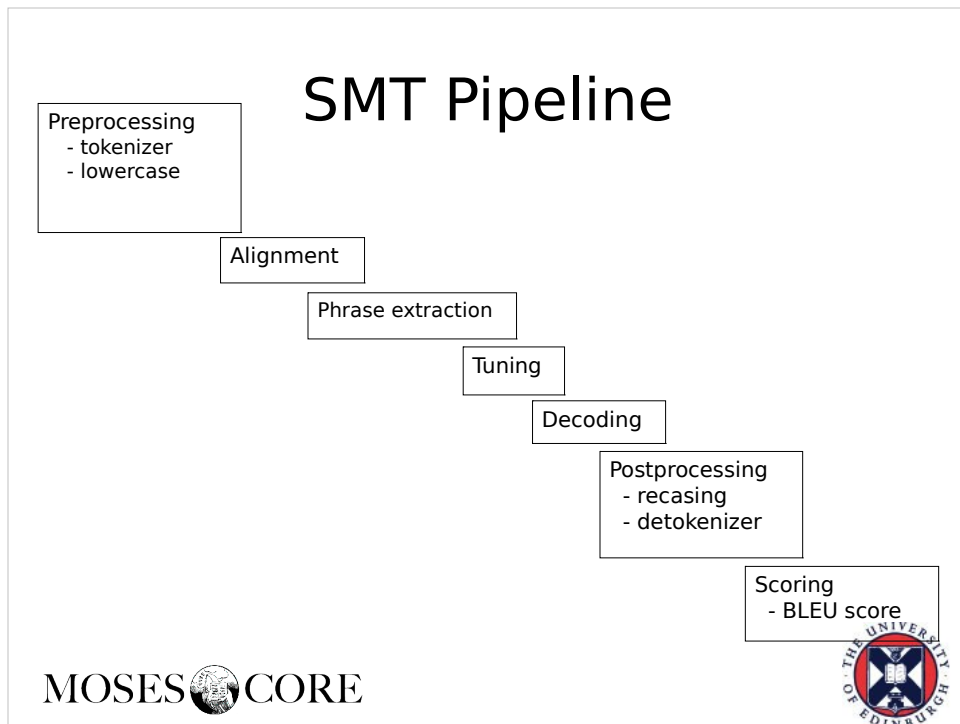 SMT Pipeline
Preprocessing
- tokenizer
- lowercase
Alignment
Phrase extraction
Tuning
Decoding
Postprocessing
- recasing
- detokenizer
Scoring
- BLEU score
MOSES CORE
THE UNIVERSITY OF EDINBURGH